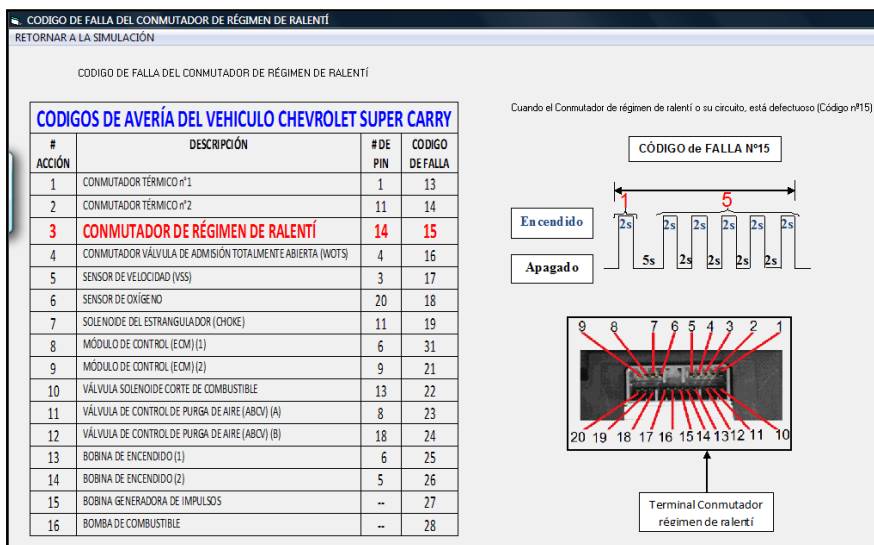 CODIGO DE FALLA DEL CONMUTADOR DE RÉGIMEN DE RALENTÍ
RETORNAR A LA SIMULACIÓN
CODIGO DE FALLA DEL CONMUTADOR DE RÉGIMEN DE RALENTÍ
CODIGOS DE AVERÍA DEL VEHICULO CHEVROLET SUPER CARRY
# ACCIÓN DESCRIPCIÓN # DE PIN CODIGO DE FALLA
1 CONMUTADOR TÉRMICO n°1 1 13
2 CONMUTADOR TÉRMICO n°2 11 14
3 CONMUTADOR DE RÉGIMEN DE RALENTÍ 14 15
4 CONMUTADOR VÁLVULA DE ADMISIÓN TOTALMENTE ABIERTA (WOTS) 4 16
5 SENSOR DE VELOCIDAD (VSS) 3 17
6 SENSOR DE OXÍGENO 20 18
7 SOLENOIDE DEL ESTRANGULADOR (CHOKE) 11 19
8 MÓDULO DE CONTROL (ECM) (1) 6 31
9 MÓDULO DE CONTROL (ECM) (2) 9 21
10 VÁLVULA SOLENOIDE CORTE DE COMBUSTIBLE 13 22
11 VÁLVULA DE CONTROL DE PURGA DE AIRE (ABCV) (A) 8 23
12 VÁLVULA DE CONTROL DE PURGA DE AIRE (ABCV) (B) 18 24
13 BOBINA DE ENCENDIDO (1) 6 25
14 BOBINA DE ENCENDIDO (2) 5 26
15 BOBINA GENERADORA DE IMPULSOS -- 27
16 BOMBA DE COMBUSTIBLE -- 28
Cuando el Conmutador de régimen de ralentí o su circuito, está defectuoso (Código nº15)
CÓDIGO de FALLA Nº15
1 5
Encendido 2s 2s 2s 2s 2s 2s
Apagado 5s 2s 2s 2s 2s
9 8 7 6 5 4 3 2 1
20 19 18 17 16 15 14 13 12 11 10
Terminal Conmutador
régimen de ralentí